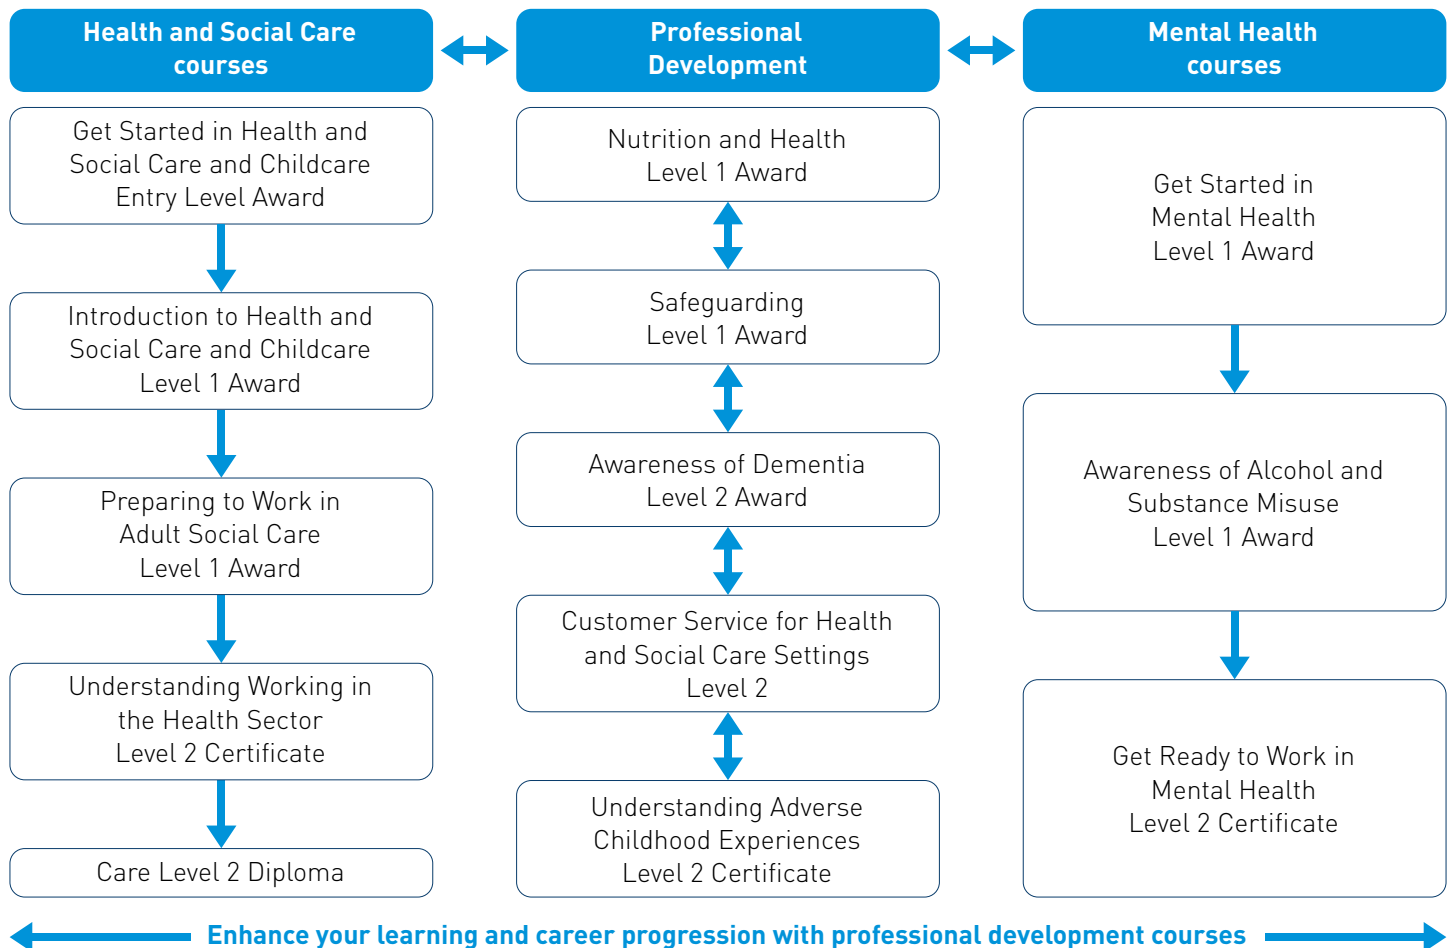 Health and Social Care
courses
Professional
Development
Mental Health
courses
Get Started in Health and
Social Care and Childcare
Entry Level Award
Introduction to Health and
Social Care and Childcare
Level 1 Award
Preparing to Work in
Adult Social Care
Level 1 Award
Understanding Working in
the Health Sector
Level 2 Certificate
Care Level 2 Diploma
Nutrition and Health
Level 1 Award
Safeguarding
Level 1 Award
Awareness of Dementia
Level 2 Award
Customer Service for Health
and Social Care Settings
Level 2
Understanding Adverse
Childhood Experiences
Level 2 Certificate
Get Started in
Mental Health
Level 1 Award
Awareness of Alcohol and
Substance Misuse
Level 1 Award
Get Ready to Work in
Mental Health
Level 2 Certificate
Enhance your learning and career progression with professional development courses